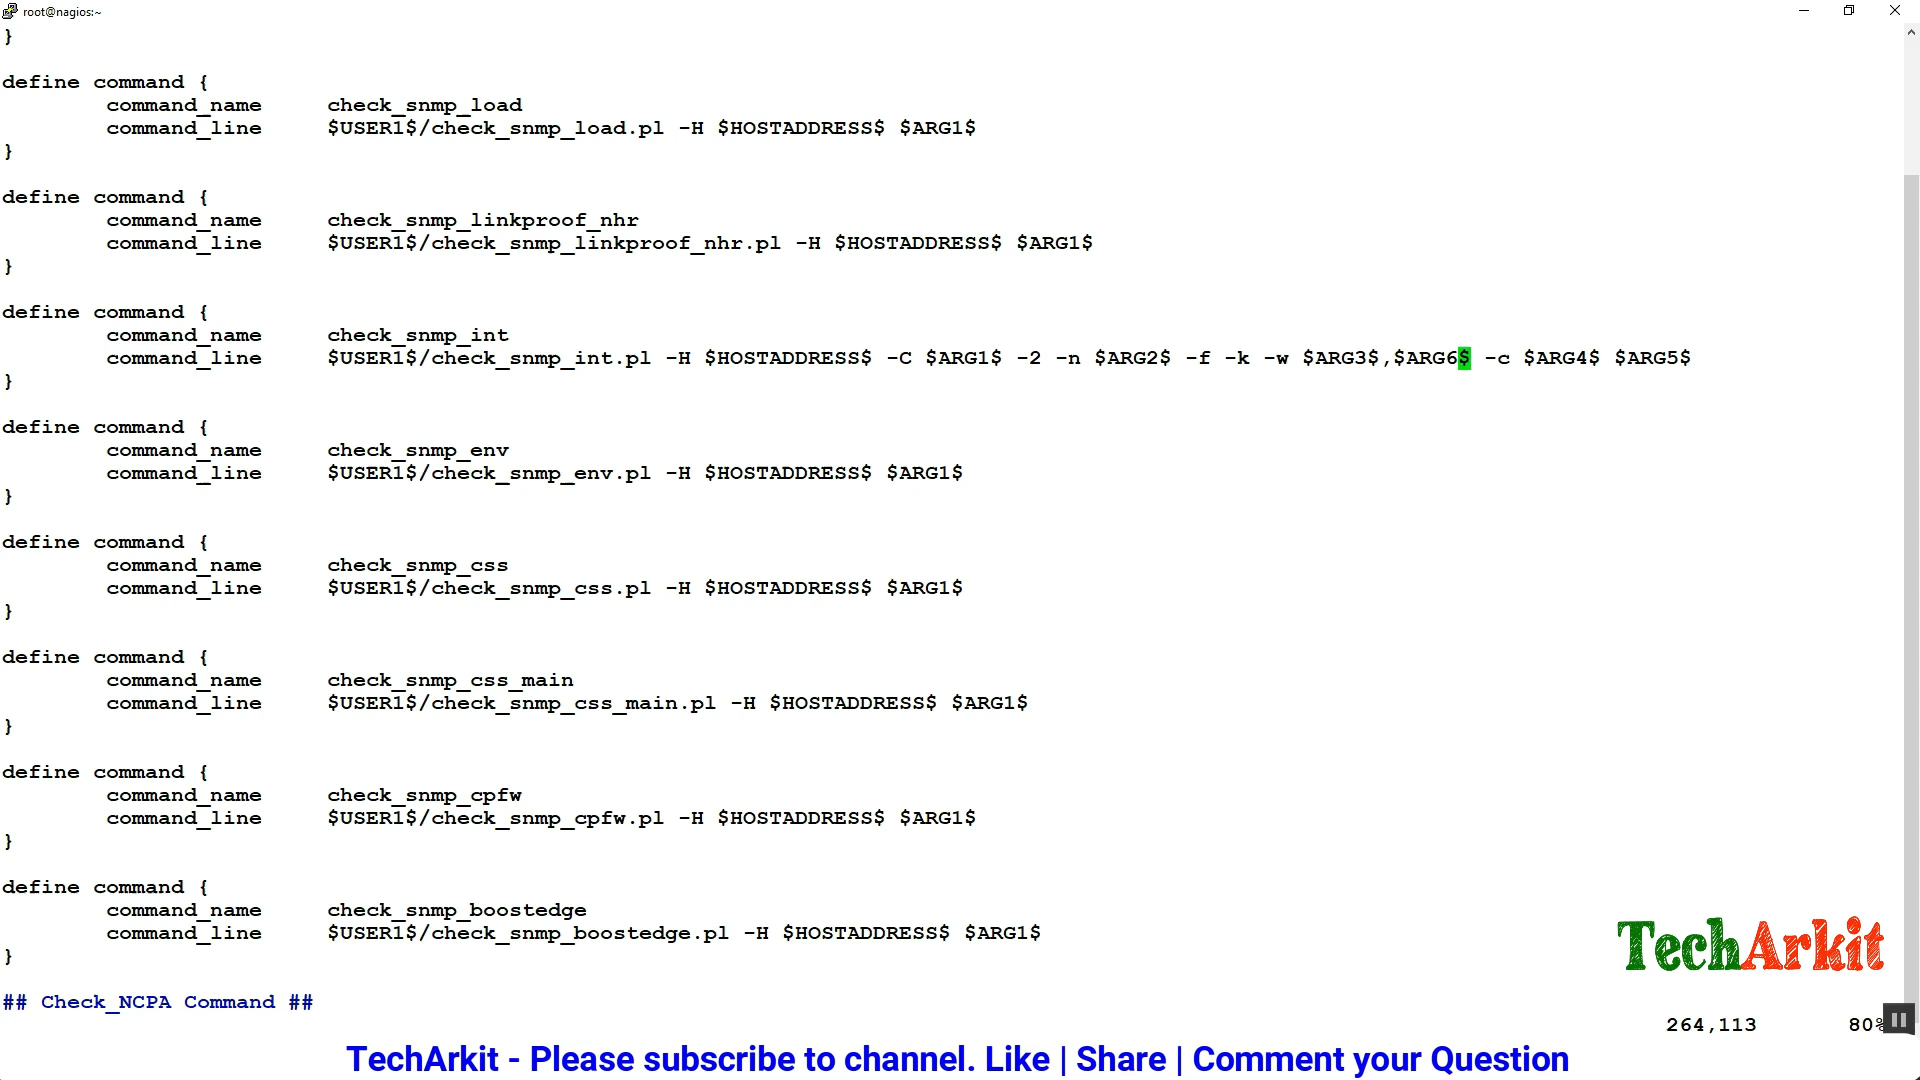 root@nagios:~
}
define command {
command_name check_snmp_load
command_line $USER1$/check_snmp_load.pl -H $HOSTADDRESS$ $ARG1$
}
define command {
command_name check_snmp_linkproof_nhr
command_line $USER1$/check_snmp_linkproof_nhr.pl -H $HOSTADDRESS$ $ARG1$
}
define command {
command_name check_snmp_int
command_line $USER1$/check_snmp_int.pl -H $HOSTADDRESS$ -C $ARG1$ -2 -n $ARG2$ -f -k -w $ARG3$,$ARG6$ -c $ARG4$ $ARG5$
}
define command {
command_name check_snmp_env
command_line $USER1$/check_snmp_env.pl -H $HOSTADDRESS$ $ARG1$
}
define command {
command_name check_snmp_css
command_line $USER1$/check_snmp_css.pl -H $HOSTADDRESS$ $ARG1$
}
define command {
command_name check_snmp_css_main
command_line $USER1$/check_snmp_css_main.pl -H $HOSTADDRESS$ $ARG1$
}
define command {
command_name check_snmp_cpfw
command_line $USER1$/check_snmp_cpfw.pl -H $HOSTADDRESS$ $ARG1$
}
define command {
command_name check_snmp_boostedge
command_line $USER1$/check_snmp_boostedge.pl -H $HOSTADDRESS$ $ARG1$
}
TechArkit
## Check_NCPA Command ##
264,113 80%
TechArkit - Please subscribe to channel. Like | Share | Comment your Question